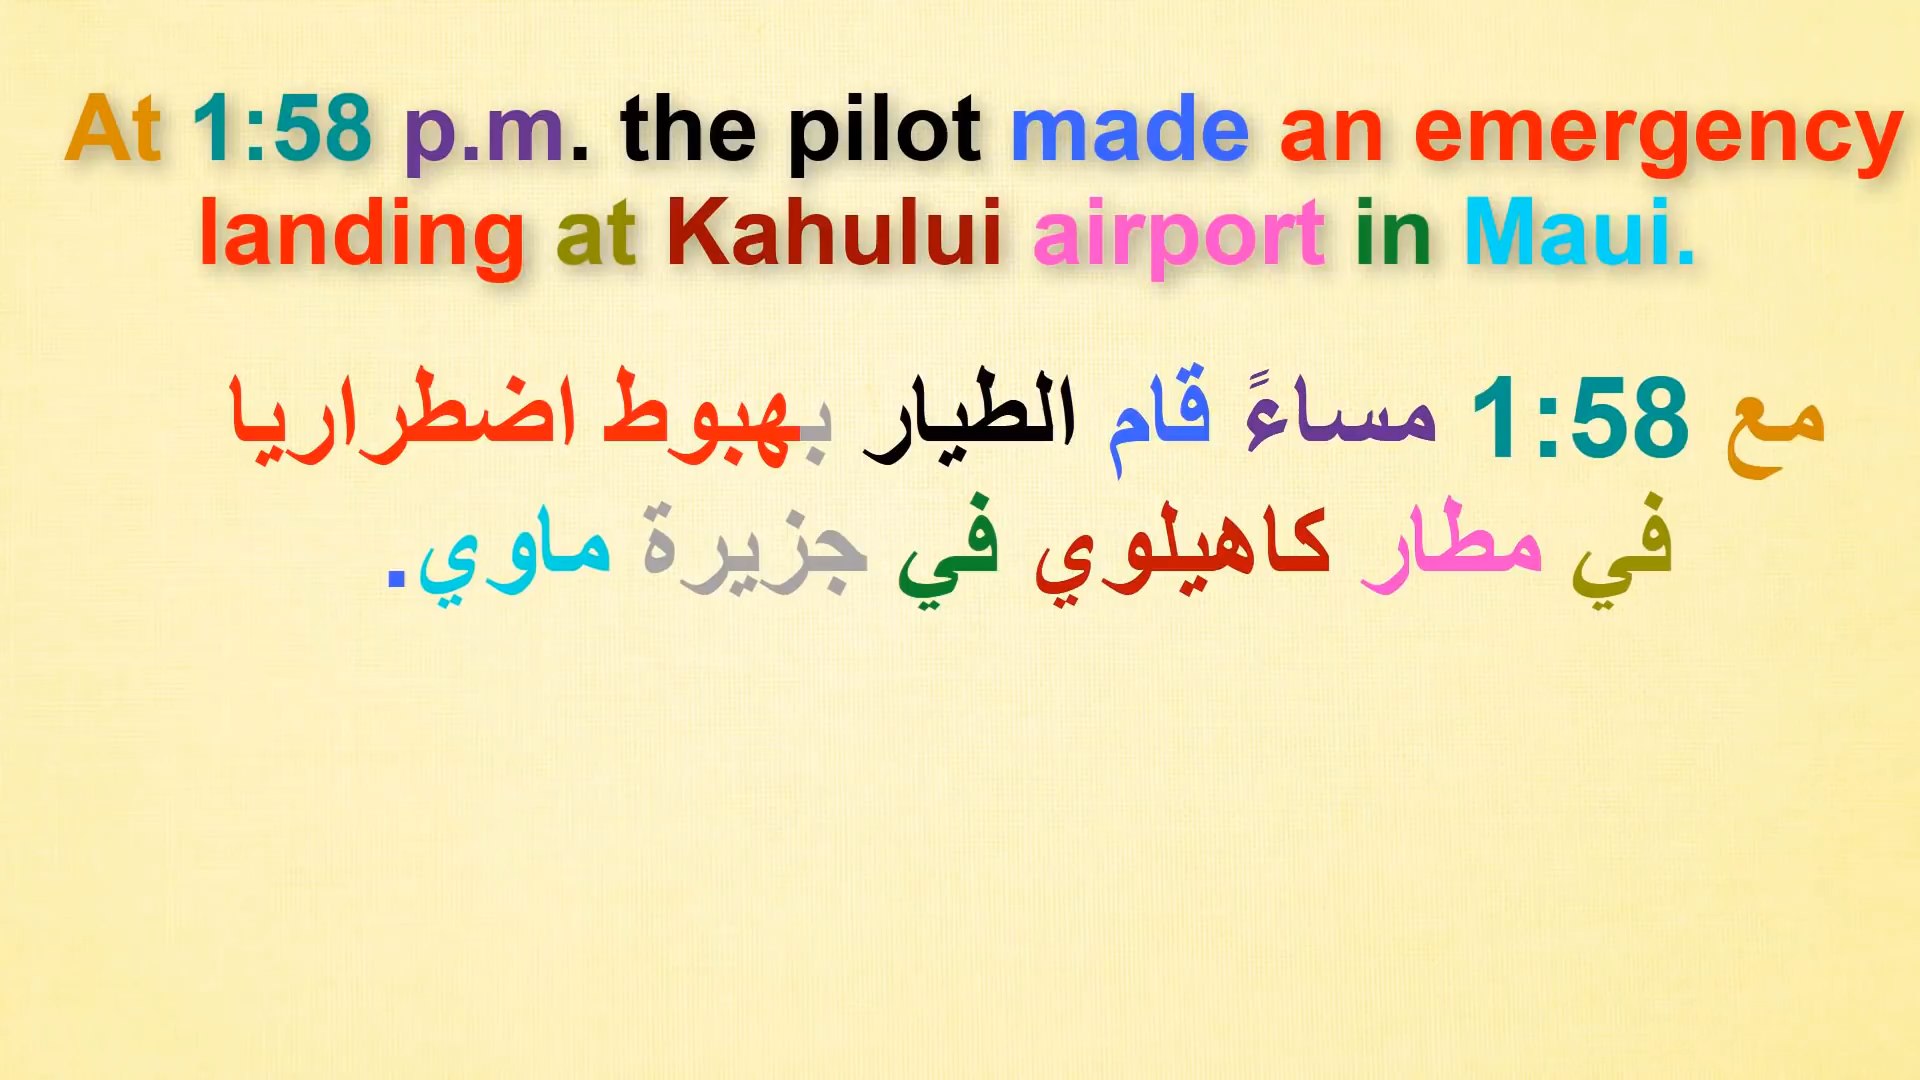 At 1:58 p.m. the pilot made an emergency
landing at Kahului airport in Maui.
مع 1:58 مساءً قام الطيار بهبوط اضطراريا
في مطار كاهيلوي في جزيرة ماوي.